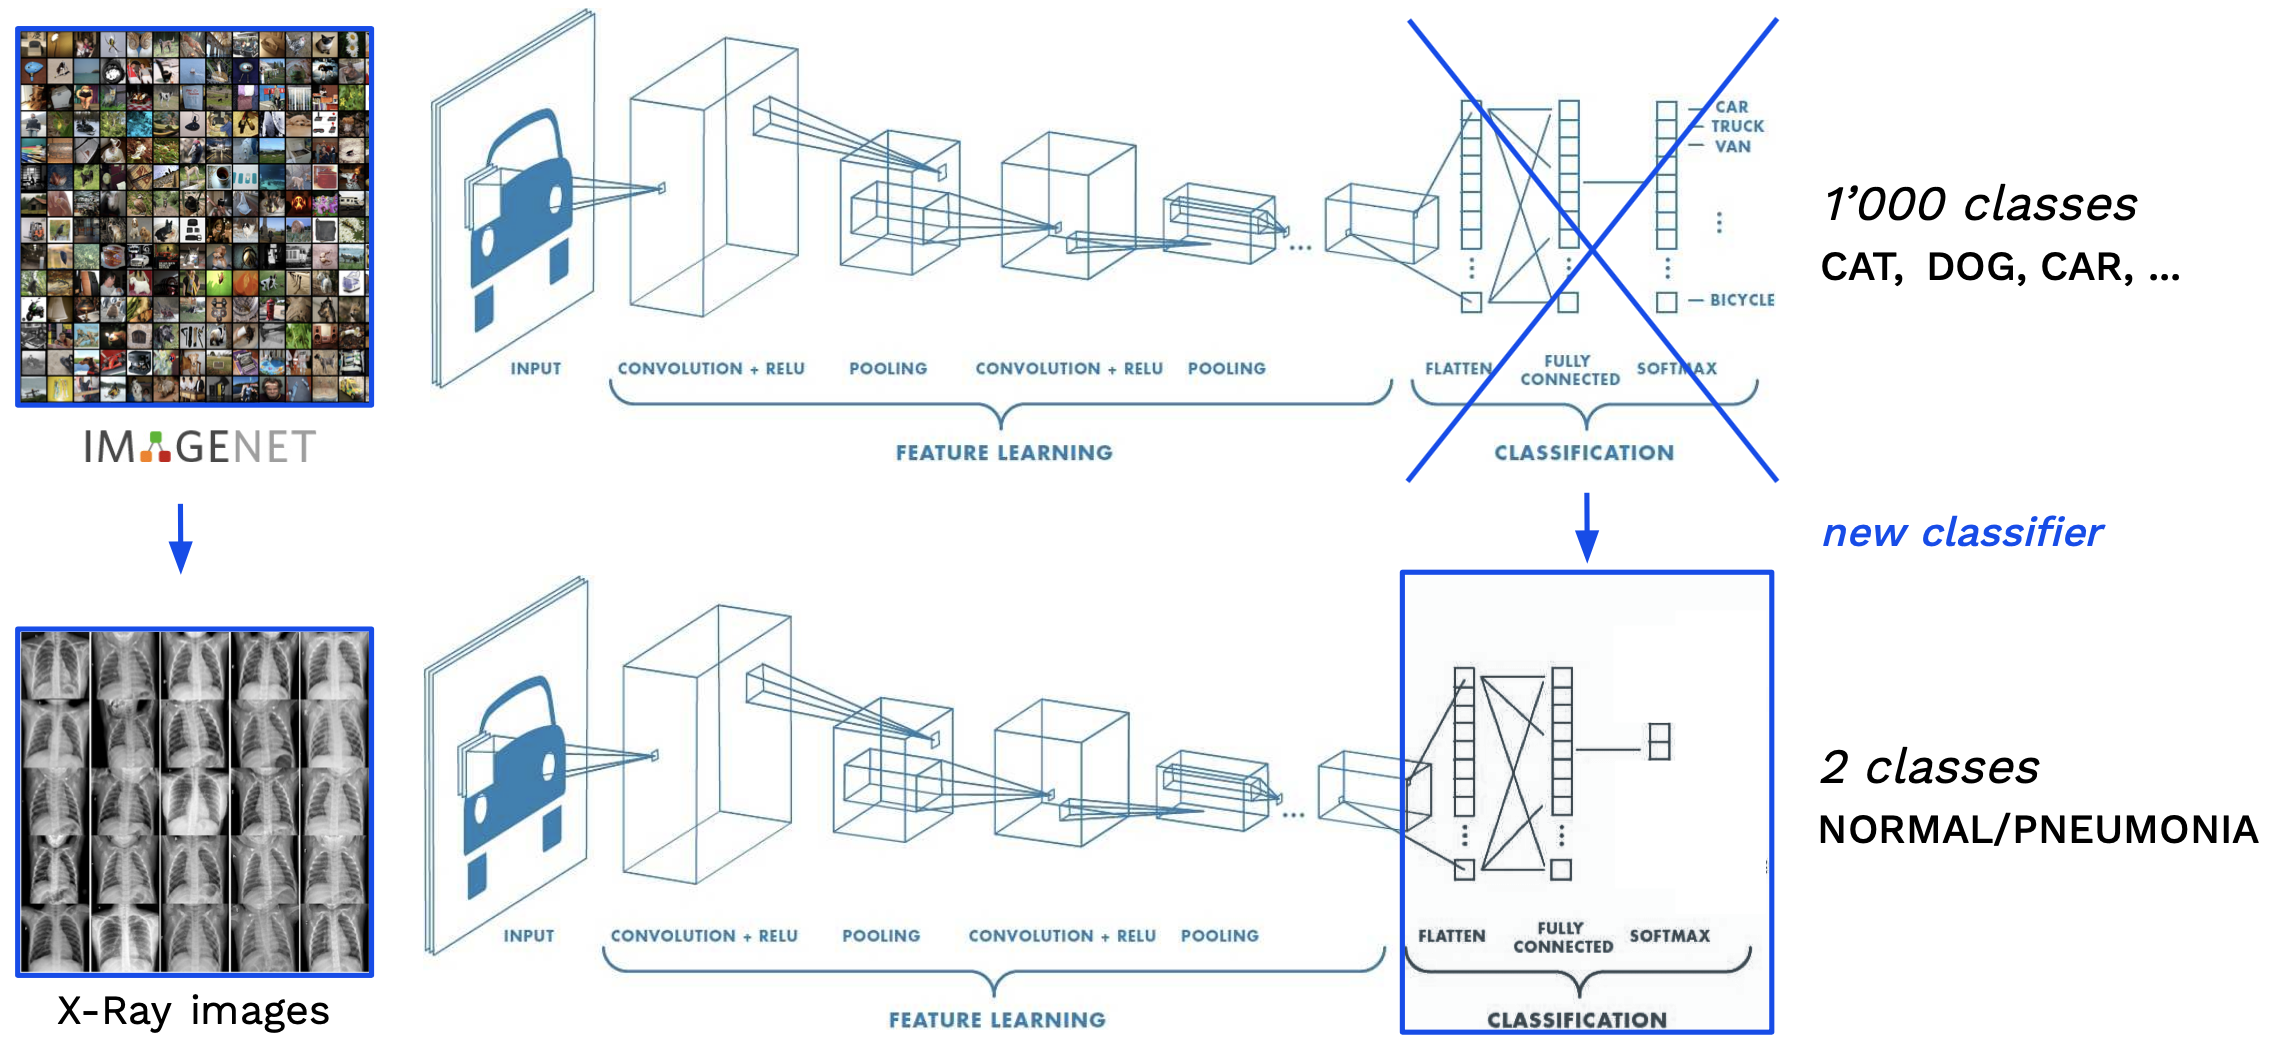 CAR
TRUCK
VAN
BICYCLE
1'000 classes
CAT, DOG, CAR, ...
INPUT
CONVOLUTION + RELU
POOLING
CONVOLUTION + RELU
POOLING
FLATTEN
FULLY
CONNECTED
SOFTMAX
FEATURE LEARNING
CLASSIFICATION
IMAGENET
new classifier
2 classes
NORMAL/PNEUMONIA
INPUT
CONVOLUTION + RELU
POOLING
CONVOLUTION + RELU
POOLING
FLATTEN
FULLY
CONNECTED
SOFTMAX
FEATURE LEARNING
CLASSIFICATION
X-Ray images